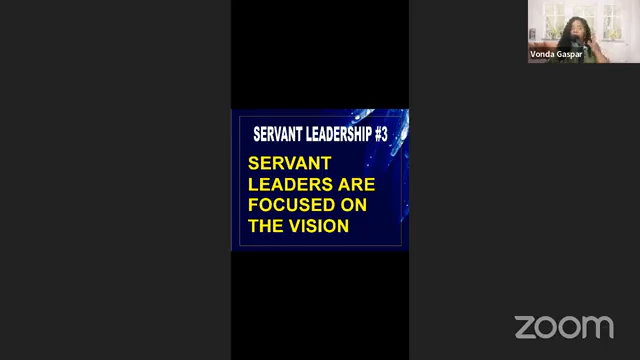 Vonda Gaspar
SERVANT LEADERSHIP #3
SERVANT
LEADERS ARE
FOCUSED ON
THE VISION
zoom